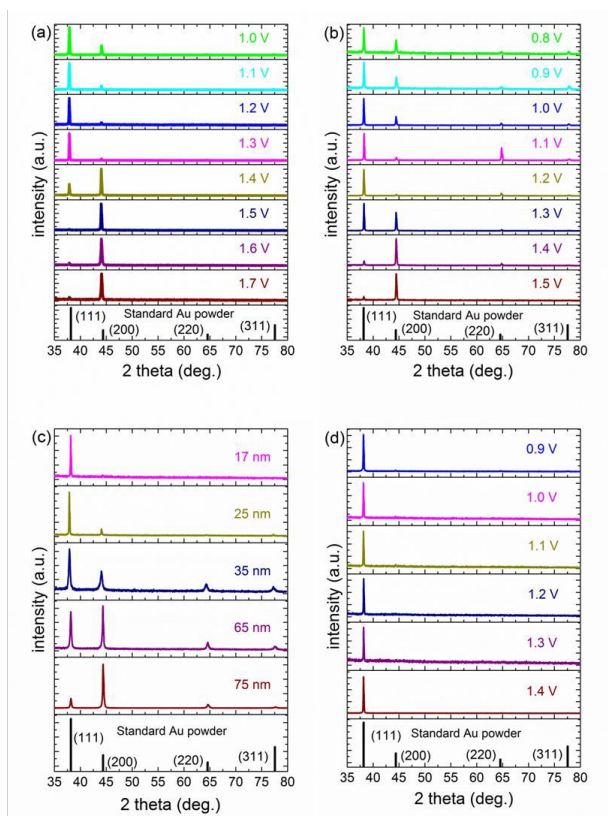 (a)
1.0 V
1.1 V
1.2 V
1.3 V
1.4 V
1.5 V
1.6 V
1.7 V
Standard Au powder
(111)
(200)
(220)
(311)
35 40 45 50 55 60 65 70 75 80
2 theta (deg.)
intensity (a.u.)
(b)
0.8 V
0.9 V
1.0 V
1.1 V
1.2 V
1.3 V
1.4 V
1.5 V
Standard Au powder
(111)
(200)
(220)
(311)
35 40 45 50 55 60 65 70 75 80
2 theta (deg.)
intensity (a.u.)
(c)
17 nm
25 nm
35 nm
65 nm
75 nm
Standard Au powder
(111)
(200)
(220)
(311)
35 40 45 50 55 60 65 70 75 80
2 theta (deg.)
intensity (a.u.)
(d)
0.9 V
1.0 V
1.1 V
1.2 V
1.3 V
1.4 V
Standard Au powder
(111)
(200)
(220)
(311)
35 40 45 50 55 60 65 70 75 80
2 theta (deg.)
intensity (a.u.)